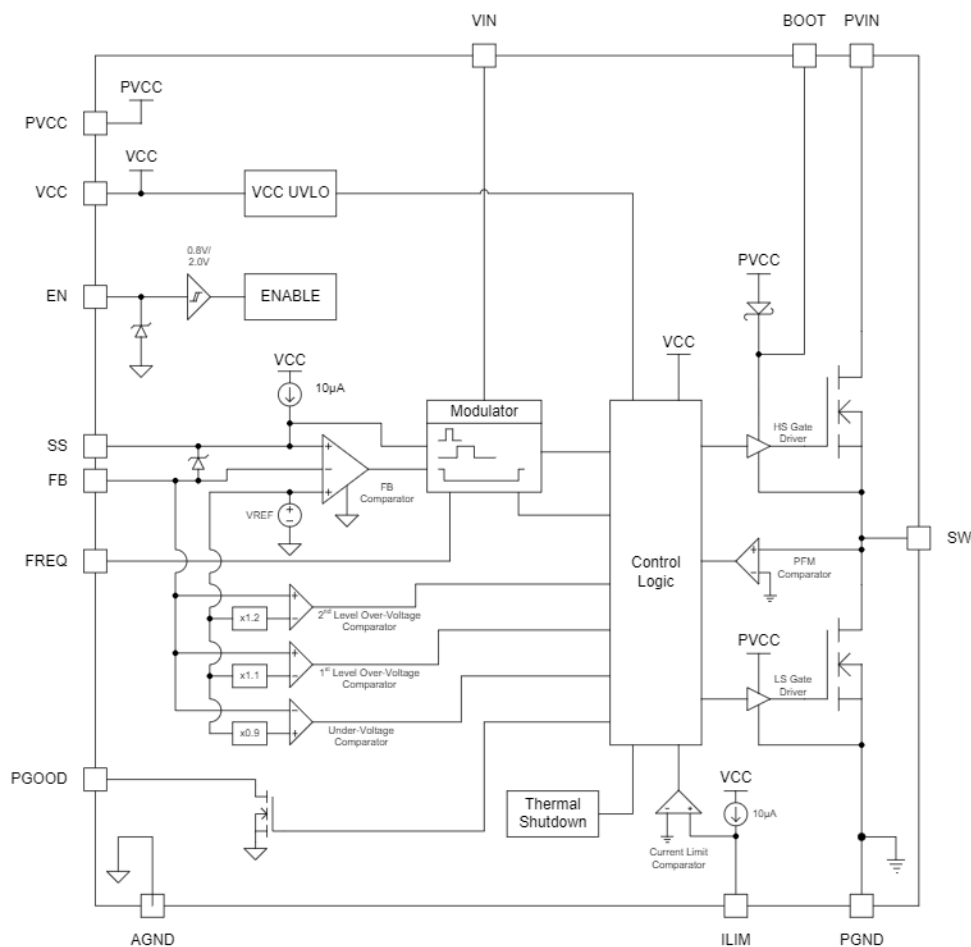 VIN
BOOT
PVIN
PVCC
PVCC
VCC
VCC
VCC UVLO
0.8V/
2.0V
EN
ENABLE
PVCC
VCC
VCC
10µA
Modulator
SS
FB
+
−
+
FB
Comparator
HS Gate
Driver
VREF
+
−
FREQ
Control
Logic
SW
+
−
PFM
Comparator
x1.2
+
−
2nd Level Over-Voltage
Comparator
x1.1
+
−
1st Level Over-Voltage
Comparator
PVCC
LS Gate
Driver
x0.9
−
+
Under-Voltage
Comparator
PGOOD
Thermal
Shutdown
VCC
10µA
−
+
Current Limit
Comparator
AGND
ILIM
PGND